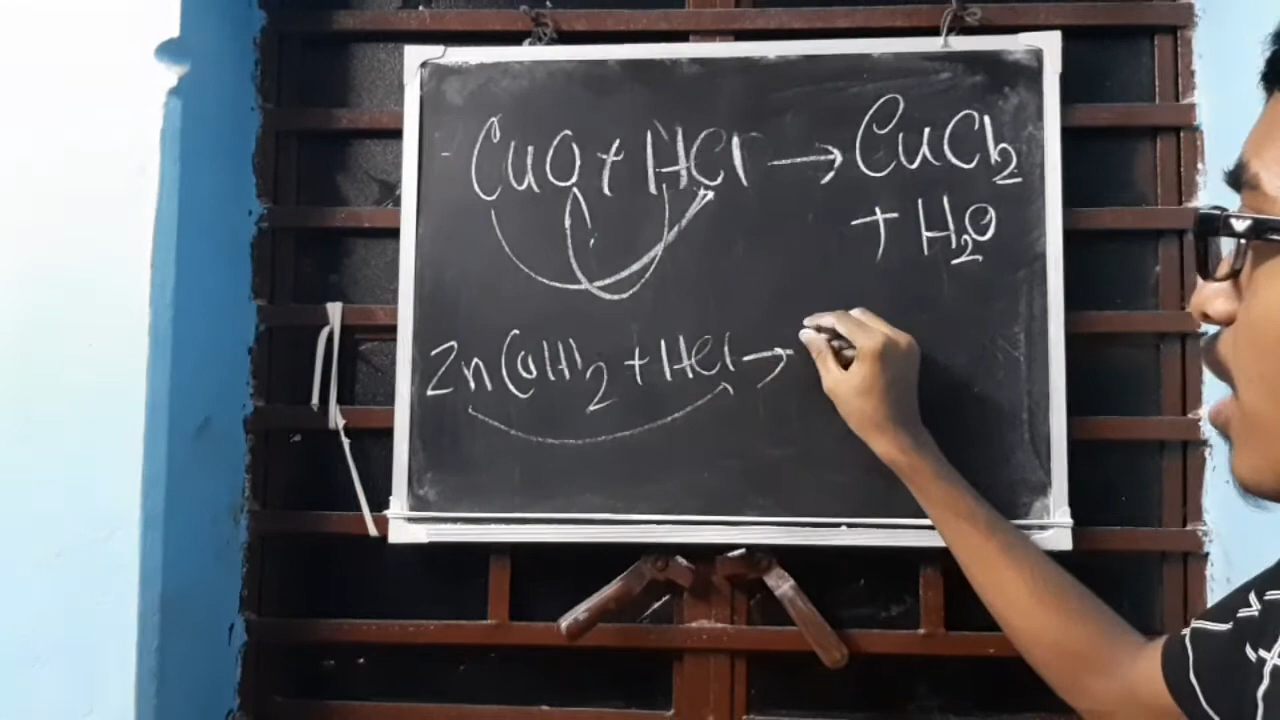 CuO + HCl → CuCl₂
+ H₂O
Zn(OH)₂ + HCl →